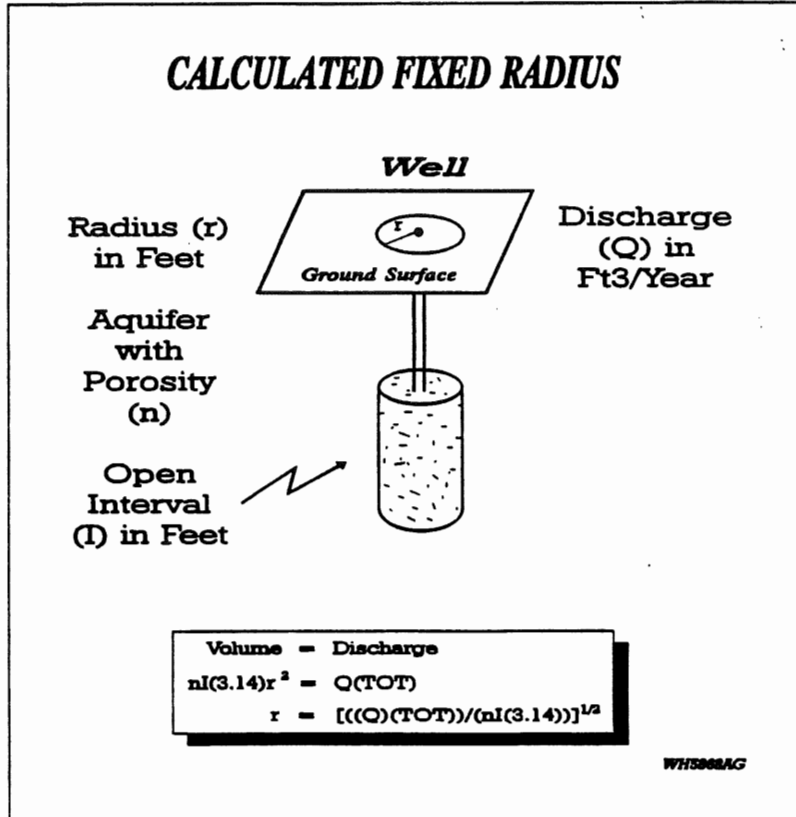 CALCULATED FIXED RADIUS
Well
Radius (r)
in Feet
r
Ground Surface
Discharge
(Q) in
Ft3/Year
Aquifer
with
Porosity
(n)
Open
Interval
(I) in Feet
Volume = Discharge
nI(3.14)r² = Q(TOT)
r = [((Q)(TOT))/(nI(3.14))]^1/2